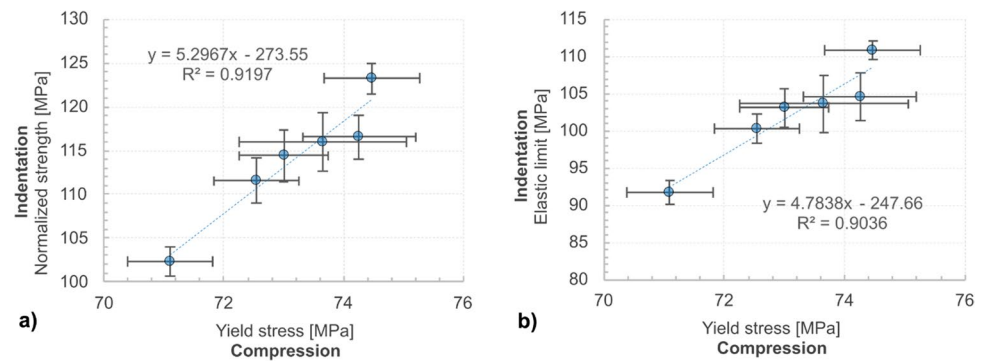 130
125
120
115
110
105
100
Indentation
Normalized strength [MPa]
y = 5.2967x - 273.55
R² = 0.9197
70
72
74
76
a)
Yield stress [MPa]
Compression
115
110
105
100
95
90
85
80
Indentation
Elastic limit [MPa]
y = 4.7838x - 247.66
R² = 0.9036
70
72
74
76
b)
Yield stress [MPa]
Compression